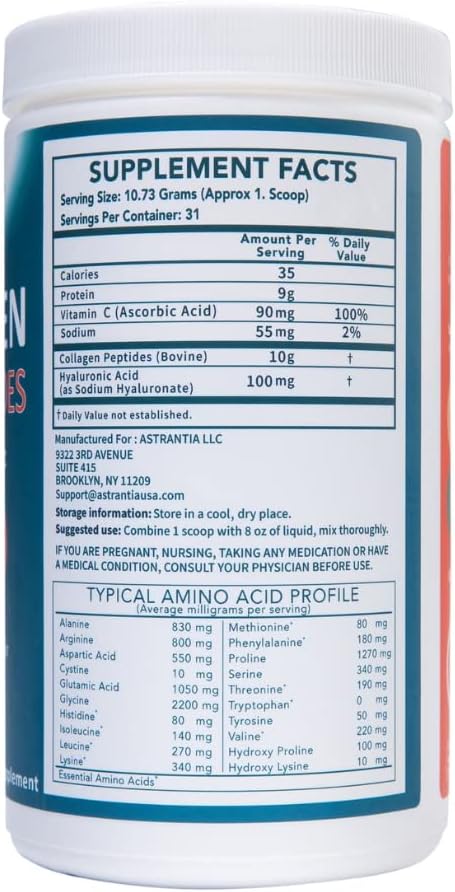 EN
ES
plement
SUPPLEMENT FACTS
Serving Size: 10.73 Grams (Approx 1. Scoop)
Servings Per Container: 31
Amount Per Serving % Daily Value
Calories 35
Protein 9g
Vitamin C (Ascorbic Acid) 90mg 100%
Sodium 55mg 2%
Collagen Peptides (Bovine) 10g †
Hyaluronic Acid
(as Sodium Hyaluronate) 100mg †
† Daily Value not established.
Manufactured For : ASTRANTIA LLC
9322 3RD AVENUE
SUITE 415
BROOKLYN, NY 11209
Support@astrantiausa.com
Storage information: Store in a cool, dry place.
Suggested use: Combine 1 scoop with 8 oz of liquid, mix thoroughly.
IF YOU ARE PREGNANT, NURSING, TAKING ANY MEDICATION OR HAVE
A MEDICAL CONDITION, CONSULT YOUR PHYSICIAN BEFORE USE.
TYPICAL AMINO ACID PROFILE
(Average milligrams per serving)
Alanine 830 mg
Arginine 800 mg
Aspartic Acid 550 mg
Cystine 10 mg
Glutamic Acid 1050 mg
Glycine 2200 mg
Histidine* 80 mg
Isoleucine* 140 mg
Leucine* 270 mg
Lysine* 340 mg
Methionine* 80 mg
Phenylalanine* 180 mg
Proline 1270 mg
Serine 340 mg
Threonine* 190 mg
Tryptophan* 0 mg
Tyrosine 50 mg
Valine* 220 mg
Hydroxy Proline 100 mg
Hydroxy Lysine 10 mg
Essential Amino Acids*